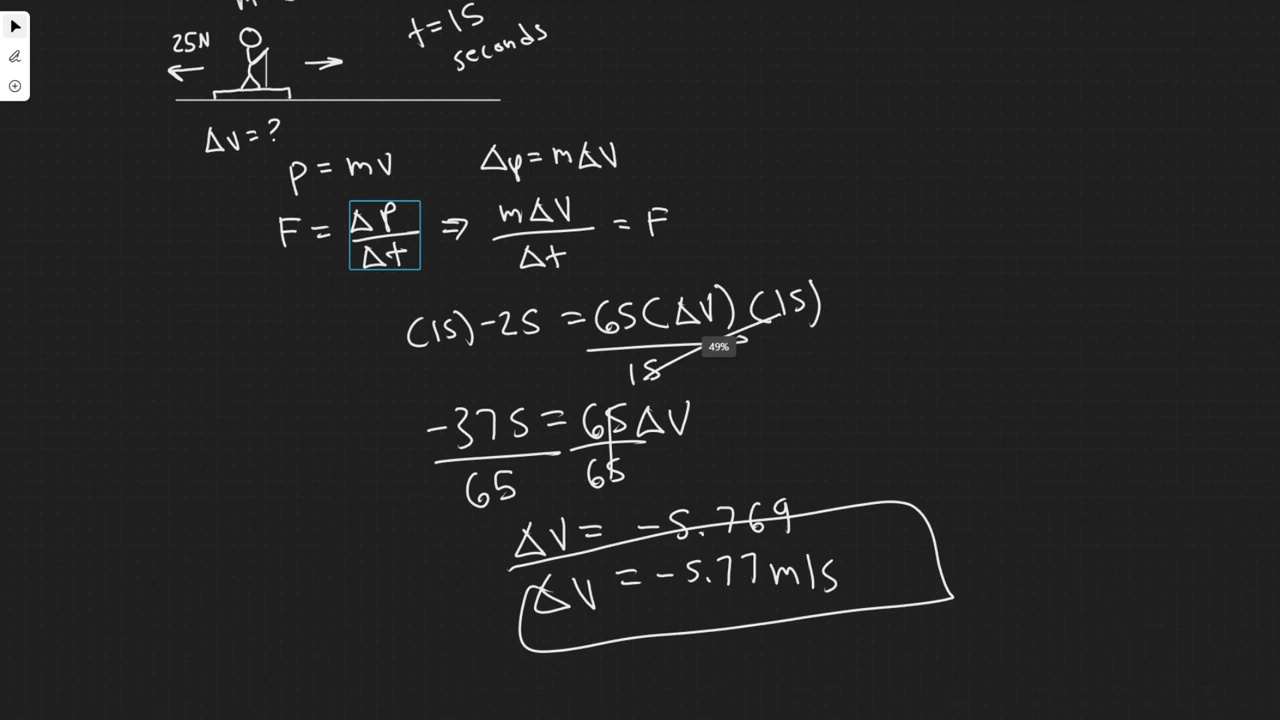 25N
t=15
seconds
Δv=?
p = mv
Δp = mΔV
F = ΔP/Δt ⇒ mΔV/Δt = F
(15) -25 = 65(ΔV) (15)
15
49%
-375 = 65ΔV
65 65
ΔV = -5.769
ΔV = -5.77 m/s